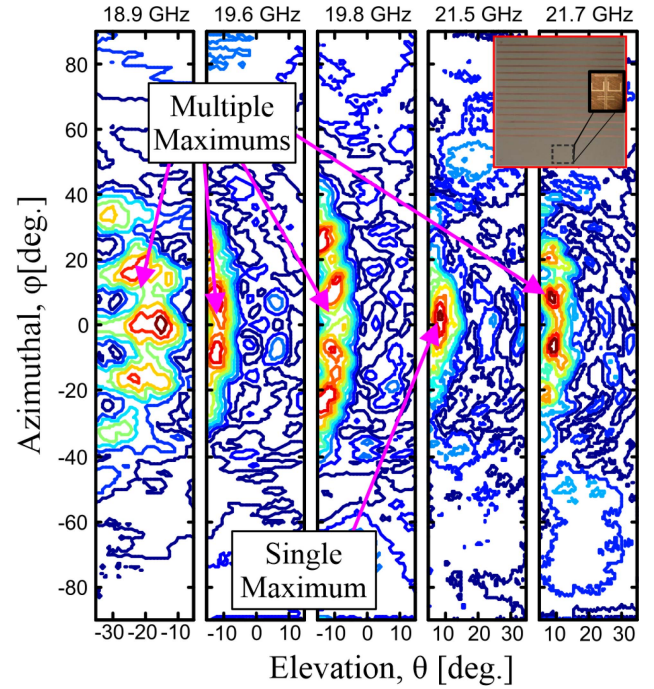 18.9 GHz 19.6 GHz 19.8 GHz 21.5 GHz 21.7 GHz
80
60
40
20
0
-20
-40
-60
-80
Azimuthal, φ[deg.]
Multiple
Maximums
Single
Maximum
-30 -20 -10 -10 0 10 -10 0 10 10 20 30 10 20 30
Elevation, θ [deg.]